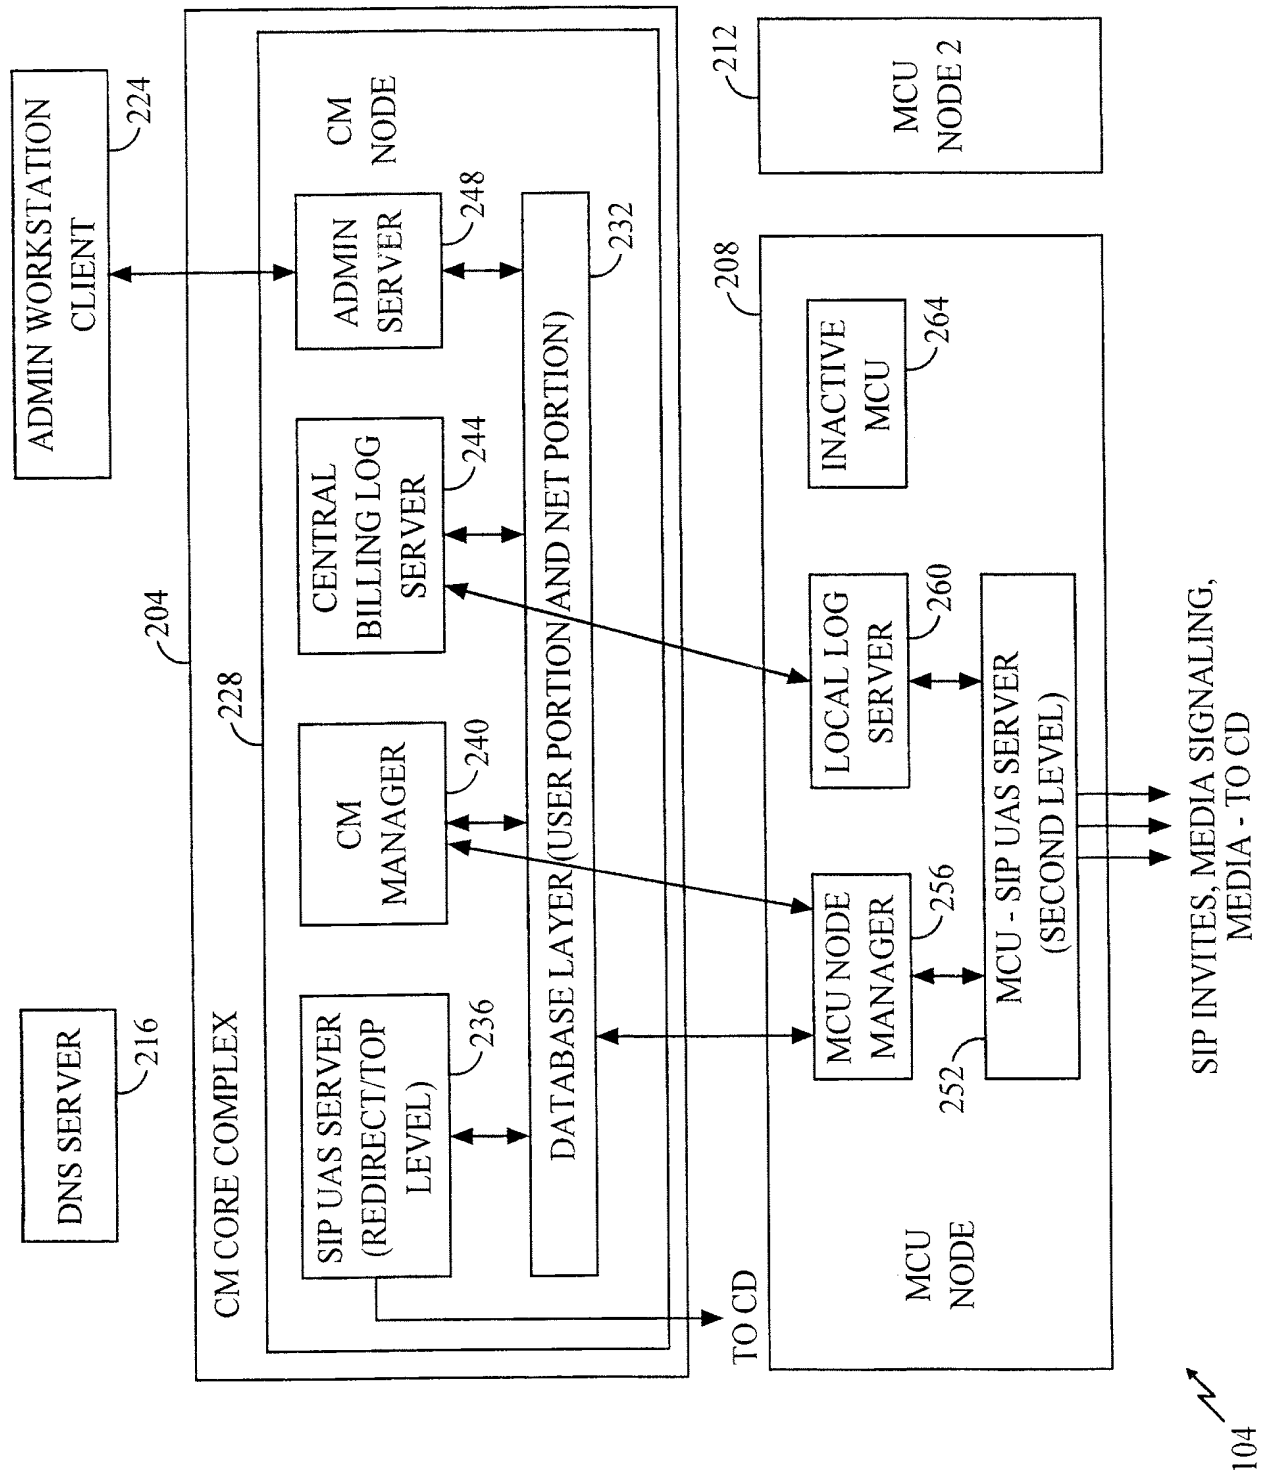 DNS SERVER
216
ADMIN WORKSTATION
CLIENT
224
204
CM CORE COMPLEX
228
SIP UAS SERVER
(REDIRECT/TOP
LEVEL)
236
CM
MANAGER
240
CENTRAL
BILLING LOG
SERVER
244
ADMIN
SERVER
248
CM
NODE
DATABASE LAYER (USER PORTION AND NET PORTION)
232
TO CD
208
212
MCU
NODE
MCU NODE
MANAGER
256
LOCAL LOG
SERVER
260
INACTIVE
MCU
264
MCU
NODE 2
252
MCU - SIP UAS SERVER
(SECOND LEVEL)
SIP INVITES, MEDIA SIGNALING,
MEDIA - TO CD
104